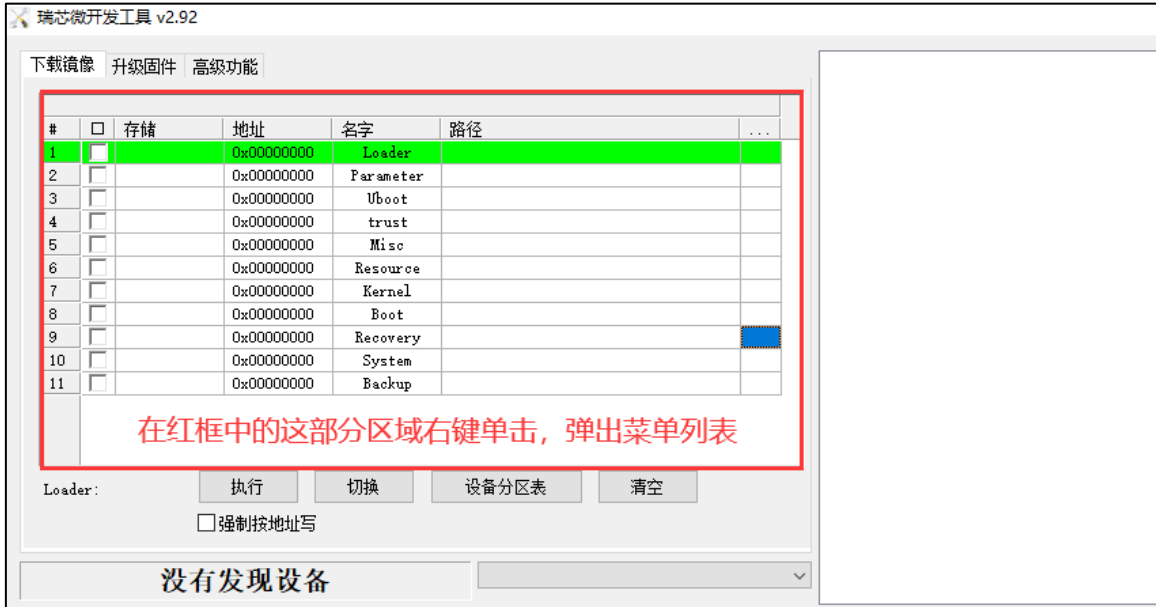 瑞芯微开发工具 v2.92
下载镜像 升级固件 高级功能
# 存储 地址 名字 路径 ...
1 0x00000000 Loader
2 0x00000000 Parameter
3 0x00000000 Uboot
4 0x00000000 trust
5 0x00000000 Misc
6 0x00000000 Resource
7 0x00000000 Kernel
8 0x00000000 Boot
9 0x00000000 Recovery
10 0x00000000 System
11 0x00000000 Backup
在红框中的这部分区域右键单击，弹出菜单列表
Loader: 执行 切换 设备分区表 清空
强制按地址写
没有发现设备